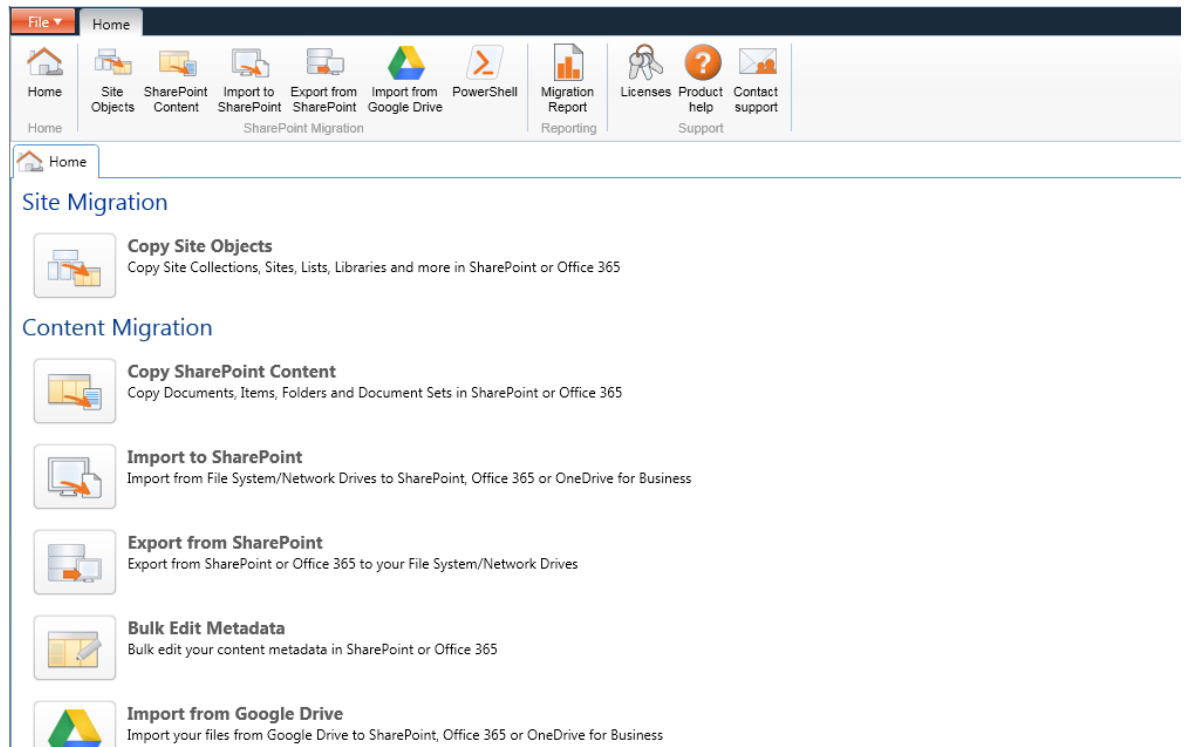 File
Home
Home
Site
Objects
SharePoint
Content
Import to
SharePoint
Export from
SharePoint
Import from
Google Drive
PowerShell
Migration
Report
Licenses
Product
help
Contact
support
Home
SharePoint Migration
Reporting
Support
Home
Site Migration
Copy Site Objects
Copy Site Collections, Sites, Lists, Libraries and more in SharePoint or Office 365
Content Migration
Copy SharePoint Content
Copy Documents, Items, Folders and Document Sets in SharePoint or Office 365
Import to SharePoint
Import from File System/Network Drives to SharePoint, Office 365 or OneDrive for Business
Export from SharePoint
Export from SharePoint or Office 365 to your File System/Network Drives
Bulk Edit Metadata
Bulk edit your content metadata in SharePoint or Office 365
Import from Google Drive
Import your files from Google Drive to SharePoint, Office 365 or OneDrive for Business